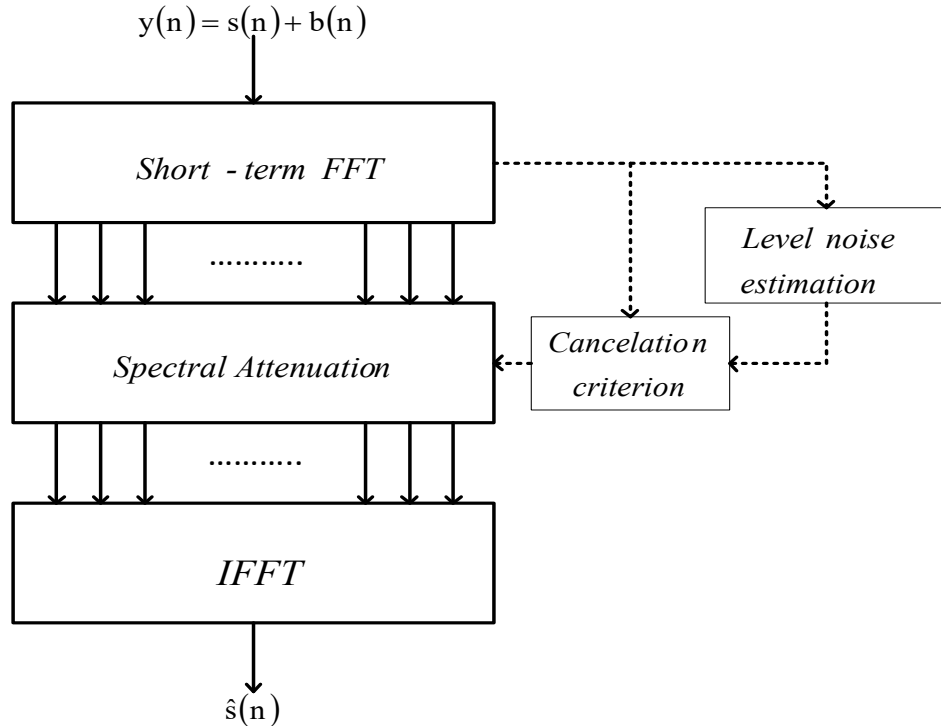 y(n) = s(n) + b(n)
Short - term FFT
Level noise
estimation
...........
Cancelation
criterion
Spectral Attenuation
...........
IFFT
ŝ(n)